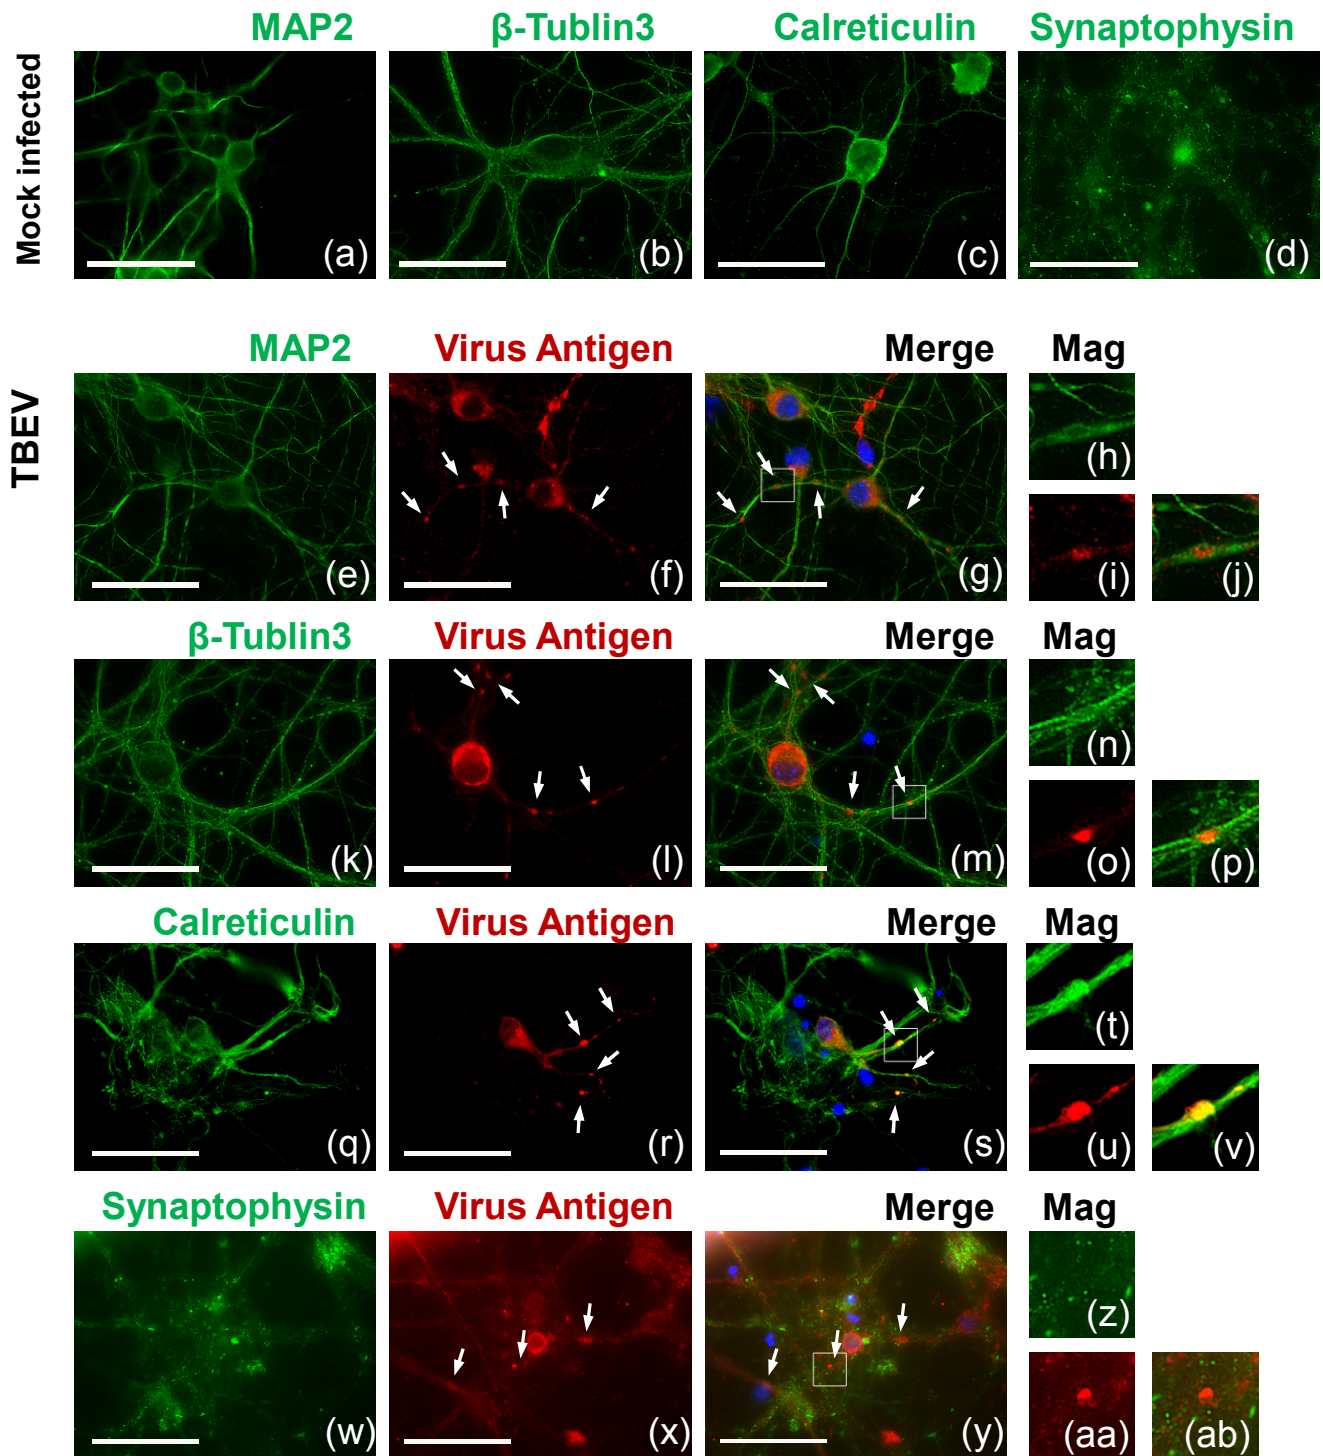 MAP2 β-Tublin3 Calreticulin Synaptophysin
Mock infected
(a) (b) (c) (d)
MAP2 Virus Antigen Merge Mag
TBEV
(h)
(e) (f) (g) (i) (j)
β-Tublin3 Virus Antigen Merge Mag
(n)
(k) (l) (m) (o) (p)
Calreticulin Virus Antigen Merge Mag
(t)
(q) (r) (s) (u) (v)
Synaptophysin Virus Antigen Merge Mag
(z)
(w) (x) (y) (aa) (ab)